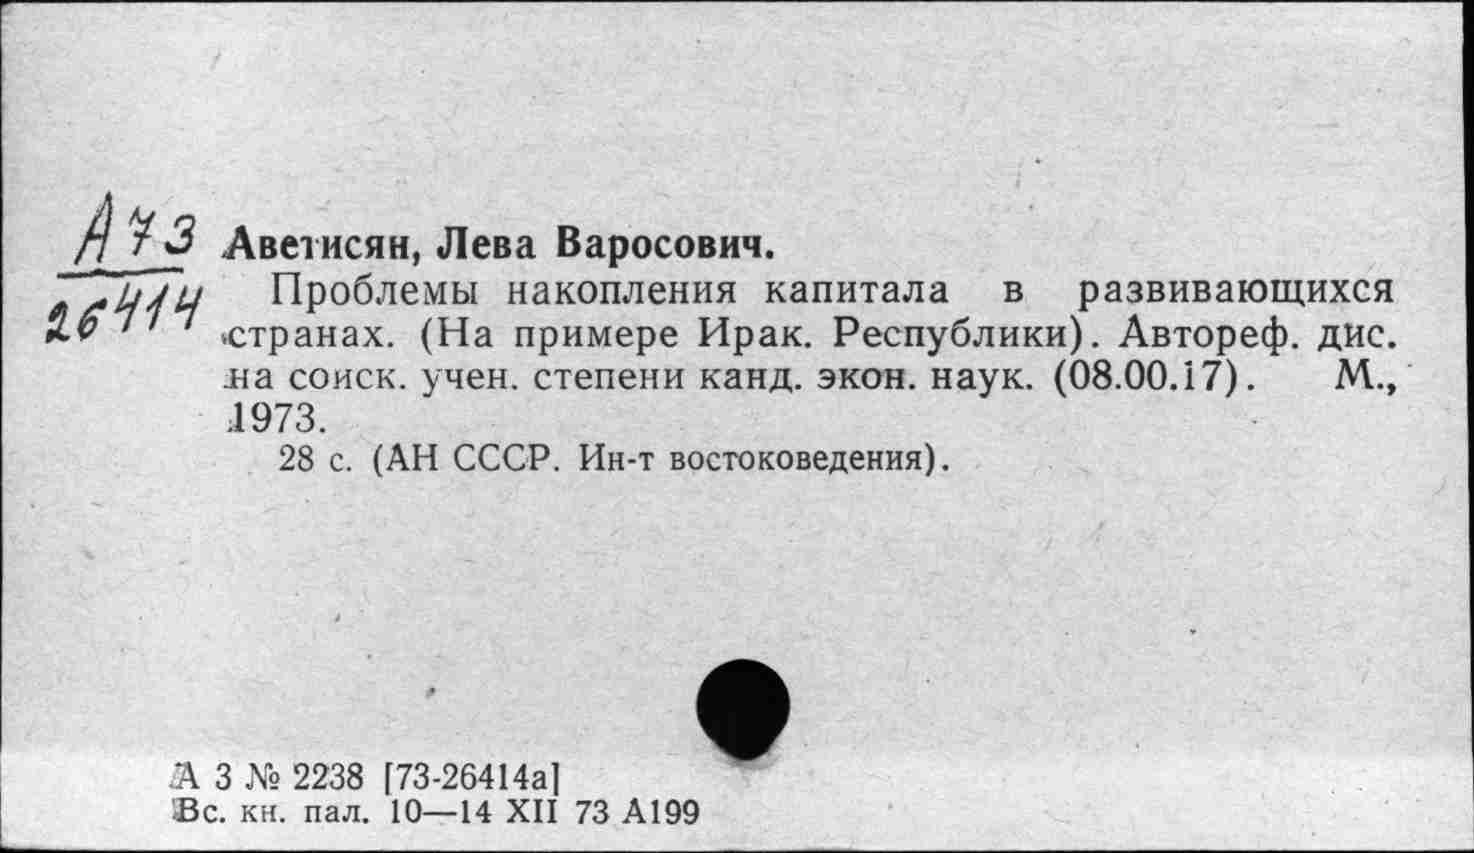 А73
26414
Аветисян, Лева Варосович.
Проблемы накопления капитала в развивающихся
странах. (На примере Ирак. Республики). Автореф. дис.
на соиск. учен. степени канд. экон. наук. (08.00.17). М.,
1973.
28 с. (АН СССР. Ин-т востоковедения).
А 3 № 2238 [73-26414а]
Вс. кн. пал. 10—14 XII 73 А199